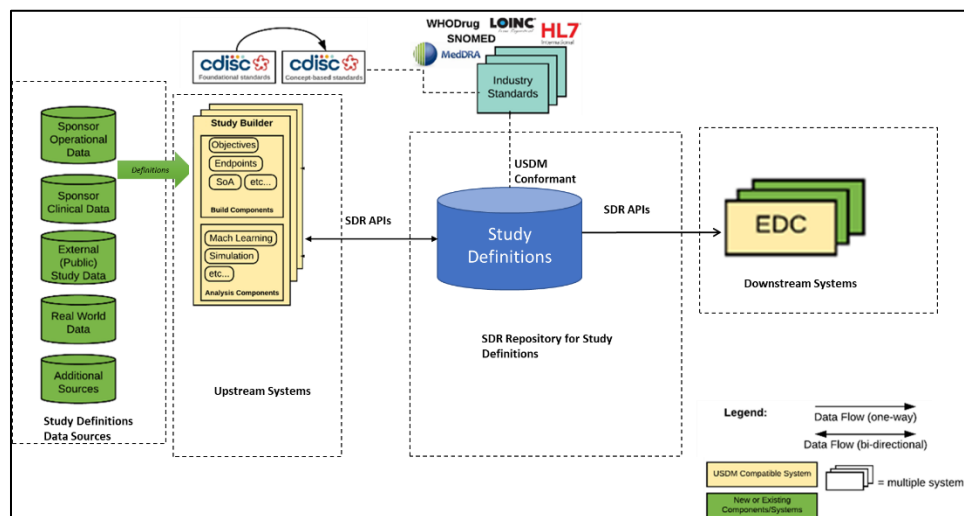 WHODrug
LOINC
SNOMED
HL7
International
MedDRA
cdisc
Foundational standards
cdisc
Concept-based standards
Industry
Standards
Sponsor
Operational
Data
Sponsor
Clinical Data
External
(Public)
Study Data
Real World
Data
Additional
Sources
Study Definitions
Data Sources
Definitions
Study Builder
Objectives
Endpoints
SoA
etc...
Build Components
Mach Learning
Simulation
etc...
Analysis Components
Upstream Systems
SDR APIs
USDM
Conformant
Study
Definitions
SDR Repository for Study
Definitions
SDR APIs
EDC
Downstream Systems
Legend:
Data Flow (one-way)
Data Flow (bi-directional)
USDM Compatible System
= multiple system
New or Existing
Components/Systems